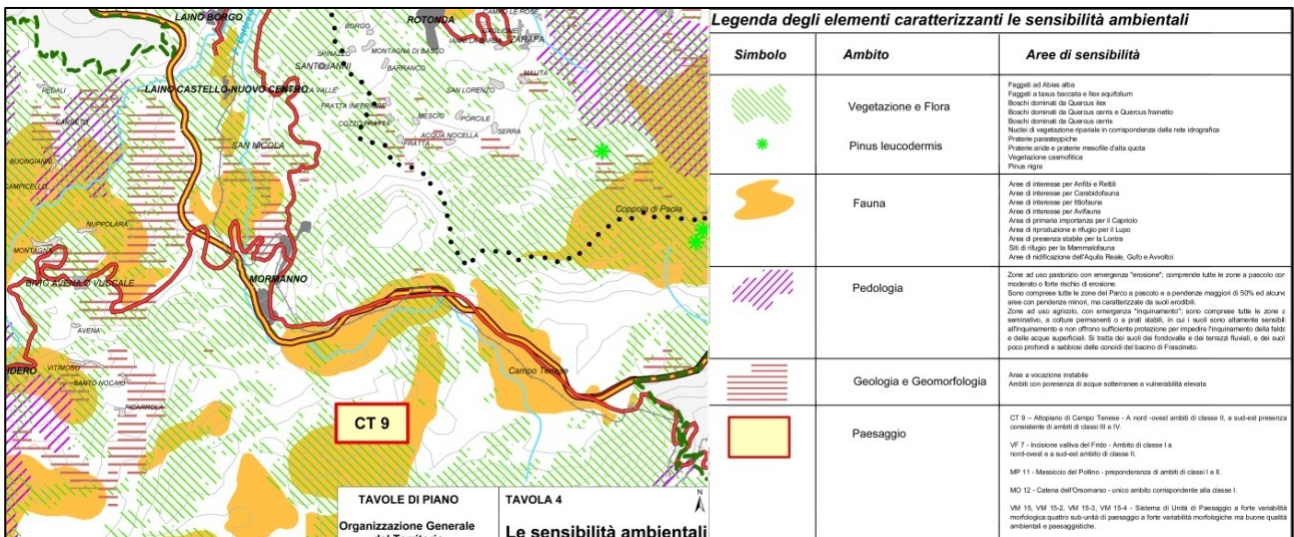 LAINO BORGO
ROTONDA
CAMPO LE ROSE
ZARAFA
BORGO
SPINAZZO
MONTAGNA DI BASCO
SANTO IANNI
BARRANCO
MALITA
LAINO CASTELLO-NUOVO CENTRO
SAN LORENZO
PEDALI
FRATTA INFERIORE
MESCIO
PORCILE
COZZO FRATTA
ACQUA NOCELLA
SERRA
SAN NICOLA
FRATTA
BUONGIANNI
CAMPICELLO
Coppola di Paola
NUPPOLARA
MONTAGNA
MORMANNO
AVENA
Campo Tenese
VITIMOSO
SANTO NOCAIO
CT 9
TAVOLE DI PIANO
Organizzazione Generale
del Territorio
TAVOLA 4
Le sensibilità ambientali
N
Legenda degli elementi caratterizzanti le sensibilità ambientali
Simbolo Ambito Aree di sensibilità
Vegetazione e Flora
Pinus leucodermis
Faggeti ad Abies alba
Faggeti a taxus baccata e Ilex aquifolium
Boschi dominati da Quercus ilex
Boschi dominati da Quercus cerris e Quercus frainetto
Boschi dominati da Quercus cerris
Nuclei di vegetazione ripariale in corrispondenza della rete idrografica
Praterie parasteppiche
Praterie aride e praterie mesofile d'alta quota
Vegetazione casmofitica
Pinus nigra
Fauna
Aree di interesse per Anfibi e Rettili
Aree di interesse per Carabidofauna
Aree di interesse per Ittiofauna
Aree di interesse per Avifauna
Area di primaria importanza per il Capriolo
Area di riproduzione e rifugio per il Lupo
Area di presenza stabile per la Lontra
Siti di rifugio per la Mammalofauna
Aree di nidificazione dell'Aquila Reale, Gufo e Avvoltoi
Pedologia
Zone ad uso pastorizio con emergenza "erosione"; comprende tutte le zone a pascolo con
moderato o forte rischio di erosione.
Sono comprese tutte le zone del Parco a pascolo e a pendenze maggiori di 50% ed alcune
aree con pendenze minori, ma caratterizzate da suoli erodibili.
Zone ad uso agricolo, con emergenza "inquinamento"; sono comprese tutte le zone a
seminativo, a colture permanenti o a prati stabili, in cui i suoli sono altamente sensibili
all'inquinamento e non offrono sufficiente protezione per impedire l'inquinamento della falda
e delle acque superficiali. Si tratta dei suoli dei fondovalle e dei terrazzi fluviali, e dei suoli
poco profondi e sabbiosi delle conoidi del bacino di Frascineto.
Geologia e Geomorfologia
Aree a vocazione instabile
Ambiti con presenza di acque sotterranee a vulnerabilità elevata
Paesaggio
CT 9 – Altopiano di Campo Tenese - A nord -ovest ambiti di classe II, a sud-est presenza
consistente di ambiti di classi III e IV.
VF 7 - Incisione valliva del Frido - Ambito di classe I a
nord-ovest e a sud-est ambito di classe II.
MP 11 - Massiccio del Pollino - preponderanza di ambiti di classi I e II.
MO 12 - Catena dell'Orsomarso - unico ambito corrispondente alla classe I.
VM 15, VM 15-2, VM 15-3, VM 15-4 - Sistema di Unità di Paesaggio a forte variabilità
morfologica:quattro sub-unità di paesaggio a forte variabilità morfologiche ma buone qualità
ambientali e paesaggistiche.